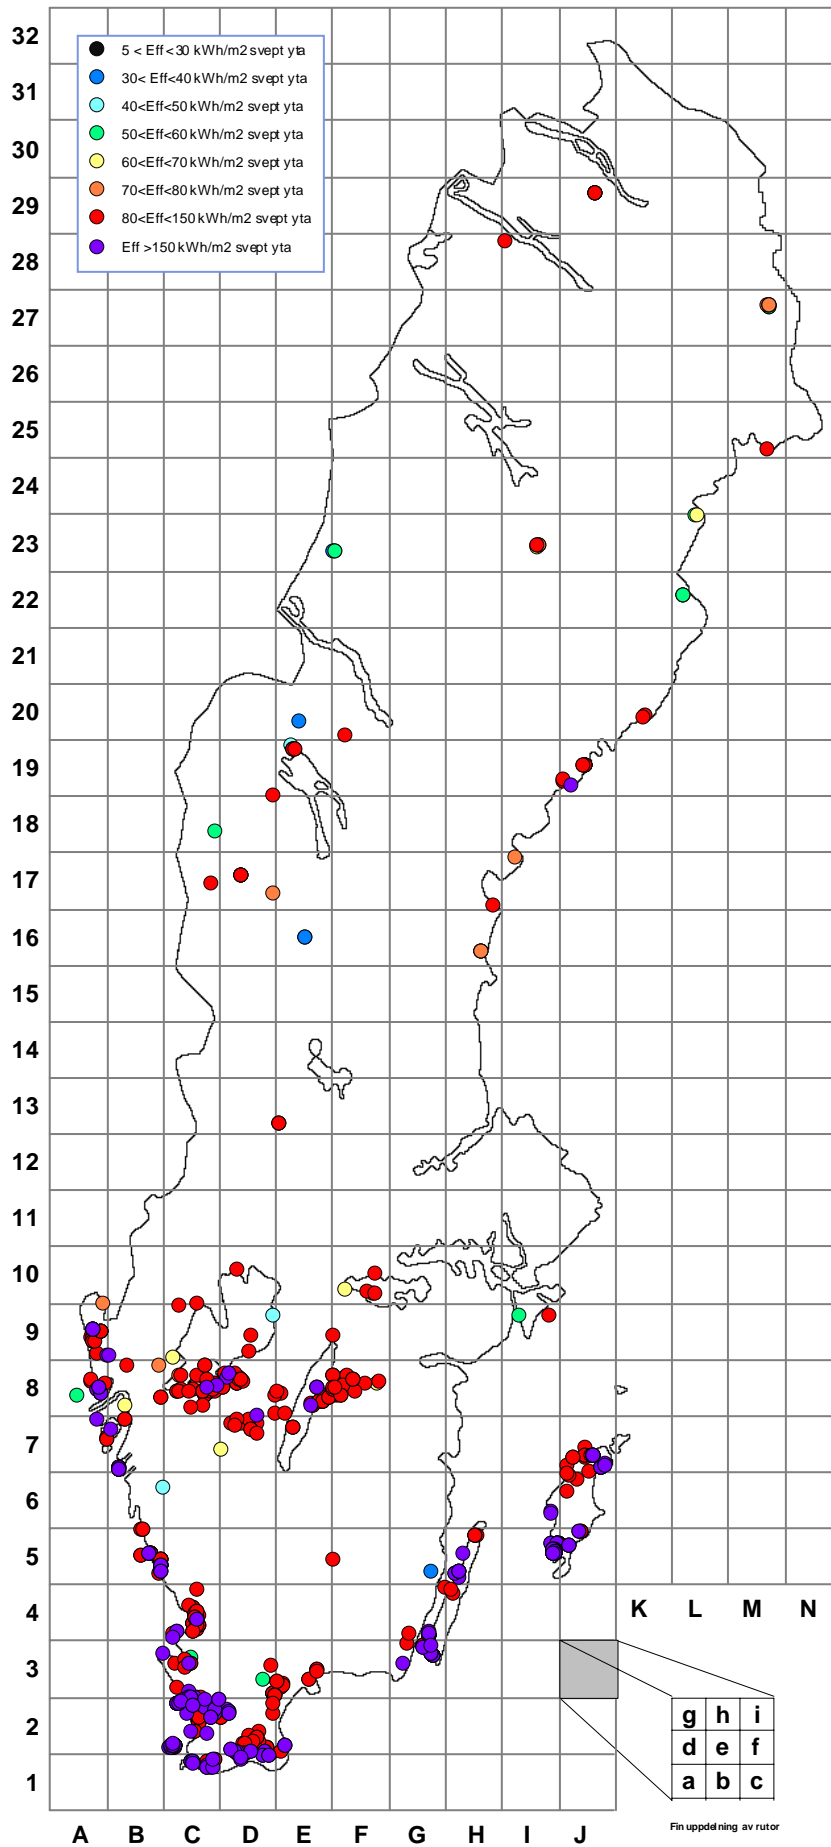 32
31
30
29
28
27
26
25
24
23
22
21
20
19
18
17
16
15
14
13
12
11
10
9
8
7
6
5
4
3
2
1
5 < Eff<30 kWh/m2 svept yta
30< Eff<40 kWh/m2 svept yta
40<Eff<50 kWh/m2 svept yta
50<Eff<60 kWh/m2 svept yta
60<Eff<70 kWh/m2 svept yta
70<Eff<80 kWh/m2 svept yta
80<Eff<150 kWh/m2 svept yta
Eff >150 kWh/m2 svept yta
K L M N
g h i
d e f
a b c
Fin uppdelning av rutor
A B C D E F G H I J